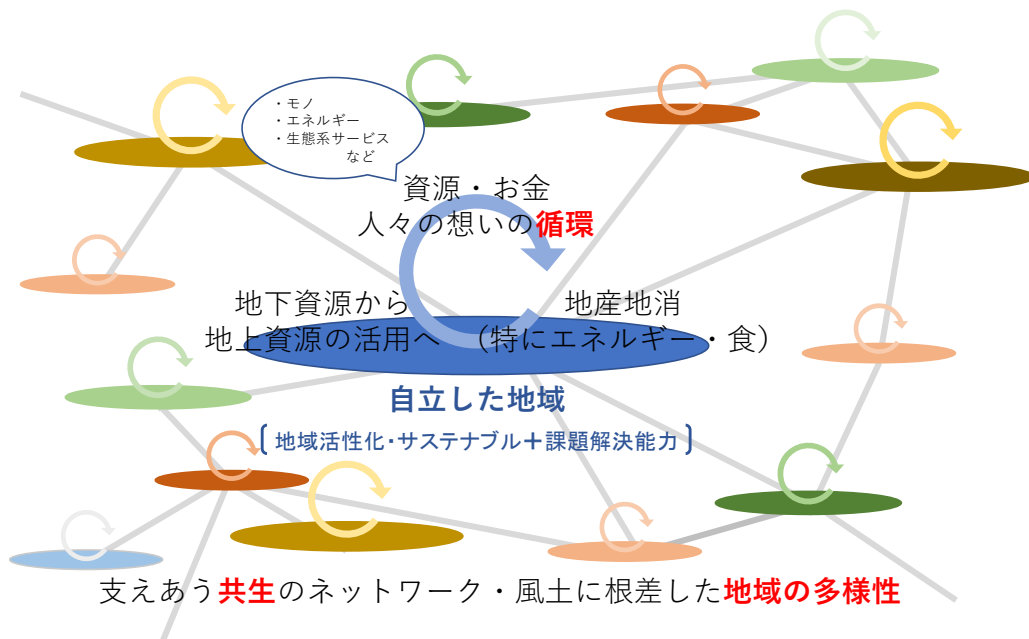 ・モノ
・エネルギー
・生態系サービス
など
資源・お金
人々の想いの循環
地下資源から
地上資源の活用へ
地産地消
（特にエネルギー・食）
自立した地域
〔地域活性化・サステナブル＋課題解決能力〕
支えあう共生のネットワーク・風土に根差した地域の多様性